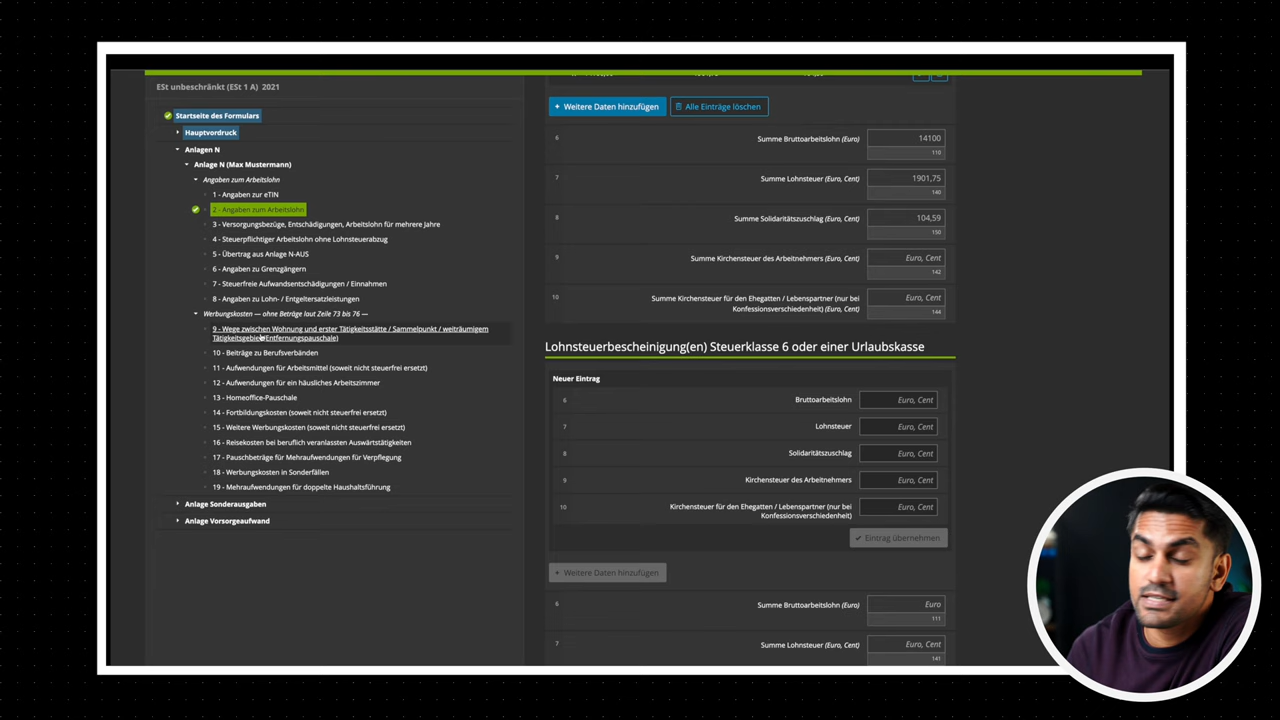 ESt unbeschränkt (ESt 1 A) 2021
Startseite des Formulars
Hauptvordruck
Anlagen N
Anlage N (Max Mustermann)
Angaben zum Arbeitslohn
1 - Angaben zur eTIN
2 - Angaben zum Arbeitslohn
3 - Versorgungsbezüge, Entschädigungen, Arbeitslohn für mehrere Jahre
4 - Steuerpflichtiger Arbeitslohn ohne Lohnsteuerabzug
5 - Übertrag aus Anlage N-AUS
6 - Angaben zu Grenzgängern
7 - Steuerfreie Aufwandsentschädigungen / Einnahmen
8 - Angaben zu Lohn- / Entgeltersatzleistungen
Werbungskosten — ohne Beträge laut Zeile 73 bis 76 —
9 - Wege zwischen Wohnung und erster Tätigkeitsstätte / Sammelpunkt / weiträumigem
Tätigkeitsgebiet (Entfernungspauschale)
10 - Beiträge zu Berufsverbänden
11 - Aufwendungen für Arbeitsmittel (soweit nicht steuerfrei ersetzt)
12 - Aufwendungen für ein häusliches Arbeitszimmer
13 - Homeoffice-Pauschale
14 - Fortbildungskosten (soweit nicht steuerfrei ersetzt)
15 - Weitere Werbungskosten (soweit nicht steuerfrei ersetzt)
16 - Reisekosten bei beruflich veranlassten Auswärtstätigkeiten
17 - Pauschbeträge für Mehraufwendungen für Verpflegung
18 - Werbungskosten in Sonderfällen
19 - Mehraufwendungen für doppelte Haushaltsführung
Anlage Sonderausgaben
Anlage Vorsorgeaufwand
+ Weitere Daten hinzufügen
Alle Einträge löschen
6 Summe Bruttoarbeitslohn (Euro) 14100
110
7 Summe Lohnsteuer (Euro, Cent) 1901,75
140
8 Summe Solidaritätszuschlag (Euro, Cent) 104,59
150
9 Summe Kirchensteuer des Arbeitnehmers (Euro, Cent) Euro, Cent
142
10 Summe Kirchensteuer für den Ehegatten / Lebenspartner (nur bei Euro, Cent
Konfessionsverschiedenheit) (Euro, Cent)
144
Lohnsteuerbescheinigung(en) Steuerklasse 6 oder einer Urlaubskasse
Neuer Eintrag
6 Bruttoarbeitslohn Euro, Cent
7 Lohnsteuer Euro, Cent
8 Solidaritätszuschlag Euro, Cent
9 Kirchensteuer des Arbeitnehmers Euro, Cent
10 Kirchensteuer für den Ehegatten / Lebenspartner (nur bei Euro, Cent
Konfessionsverschiedenheit)
✔ Eintrag übernehmen
+ Weitere Daten hinzufügen
6 Summe Bruttoarbeitslohn (Euro) Euro
111
7 Summe Lohnsteuer (Euro, Cent) Euro, Cent
141